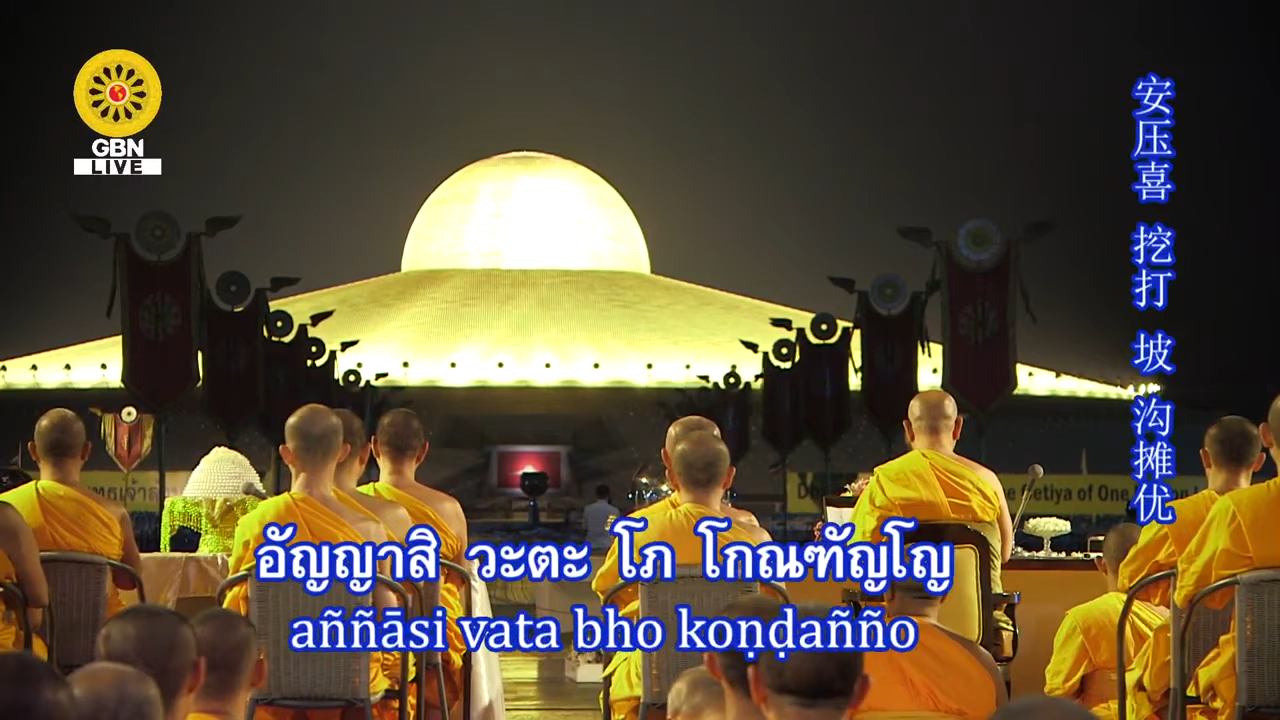 GBN
LIVE
安压喜 挖打 坡 沟摊优
อัญญาสิ วะตะ โภ โกณฑัญโญ
aññāsi vata bho koṇḍañño